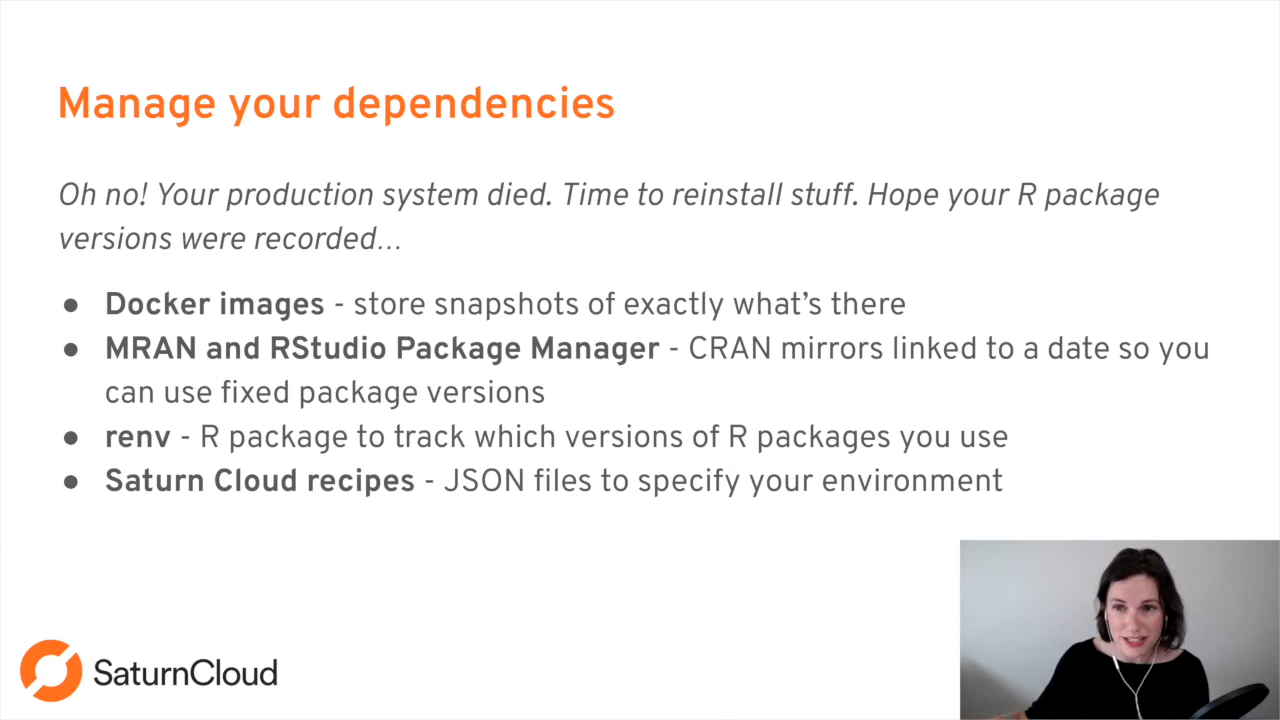 Manage your dependencies
Oh no! Your production system died. Time to reinstall stuff. Hope your R package
versions were recorded...
● Docker images - store snapshots of exactly what's there
● MRAN and RStudio Package Manager - CRAN mirrors linked to a date so you
can use fixed package versions
● renv - R package to track which versions of R packages you use
● Saturn Cloud recipes - JSON files to specify your environment
SaturnCloud